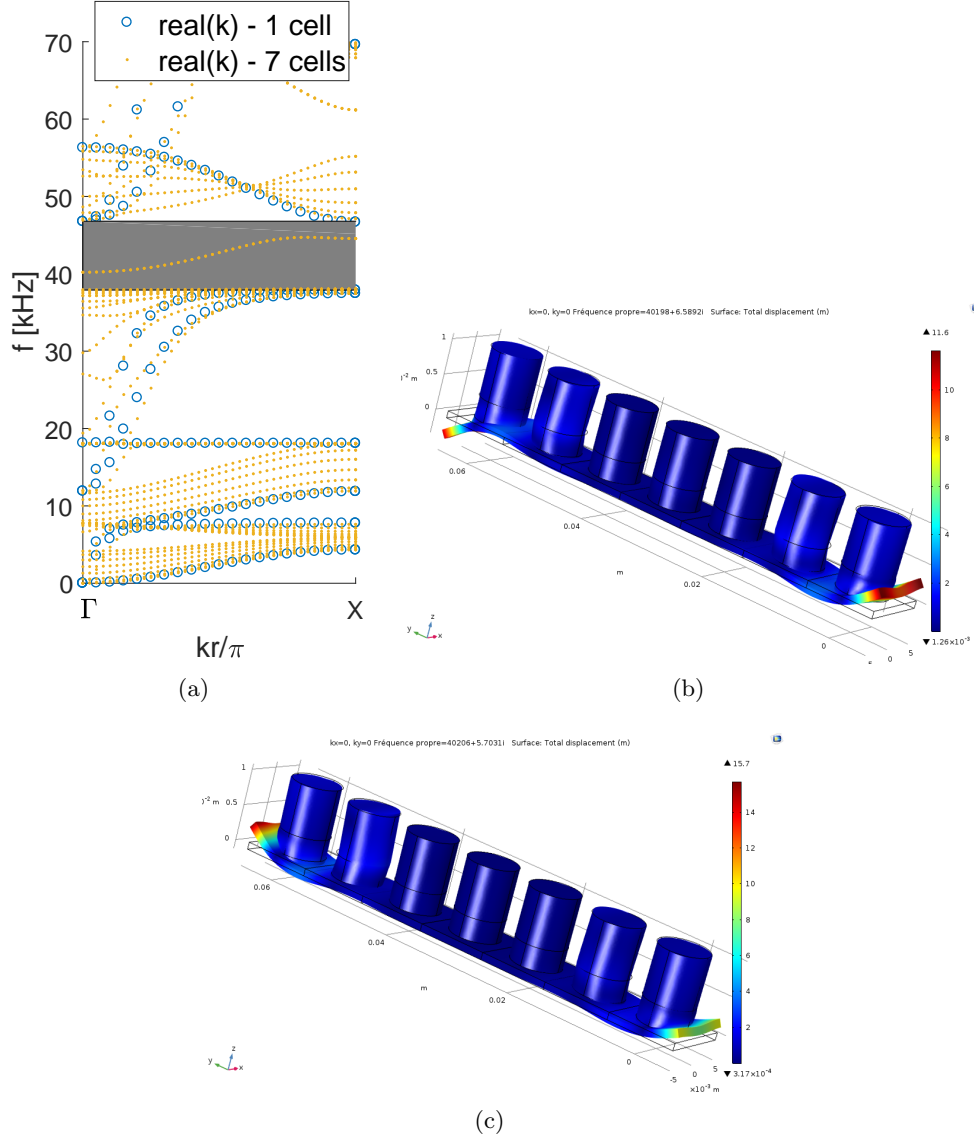 real(k) - 1 cell
real(k) - 7 cells
70
60
50
40
30
20
10
0
f [kHz]
Γ
X
kr/π
(a)
kx=0, ky=0 Fréquence propre=40198+6.5892i Surface: Total displacement (m)
▲ 11.6
1
0.5
0
10
8
6
4
2
▼ 1.26×10⁻³
0.06
0.04
m
0.02
0
0
5
y
z
x
(b)
kx=0, ky=0 Fréquence propre=40206+5.7031i Surface: Total displacement (m)
▲ 15.7
1
0.5
0
14
12
10
8
6
4
2
▼ 3.17×10⁻⁴
0.06
0.04
m
0.02
0
-5
0
5
×10⁻³ m
y
z
x
(c)